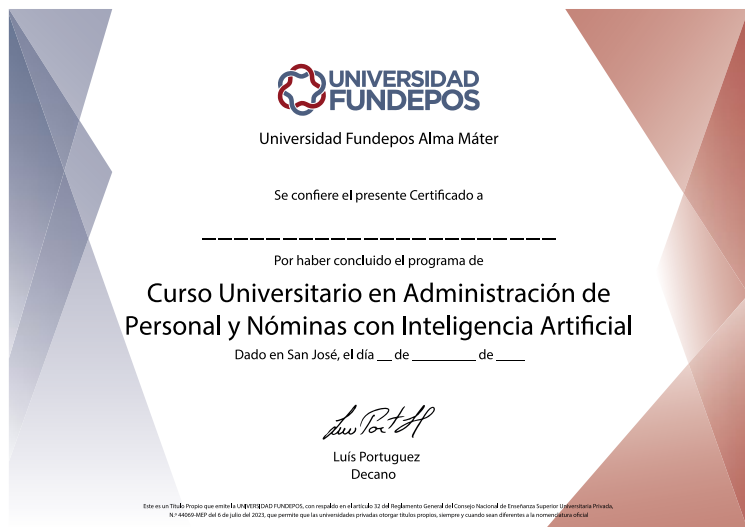 UNIVERSIDAD
FUNDEPOS
Universidad Fundepos Alma Máter
Se confiere el presente Certificado a
______________________
Por haber concluido el programa de
Curso Universitario en Administración de
Personal y Nóminas con Inteligencia Artificial
Dado en San José, el día __ de _________ de ____
Luís Portuguez
Decano
Este es un Título Propio que emite la UNIVERSIDAD FUNDEPOS, con respaldo en el artículo 32 del Reglamento General del Consejo Nacional de Enseñanza Superior Universitaria Privada,
N.º 44069-MEP del 6 de julio del 2023, que permite que las universidades privadas otorgar títulos propios, siempre y cuando sean diferentes a la nomenclatura oficial